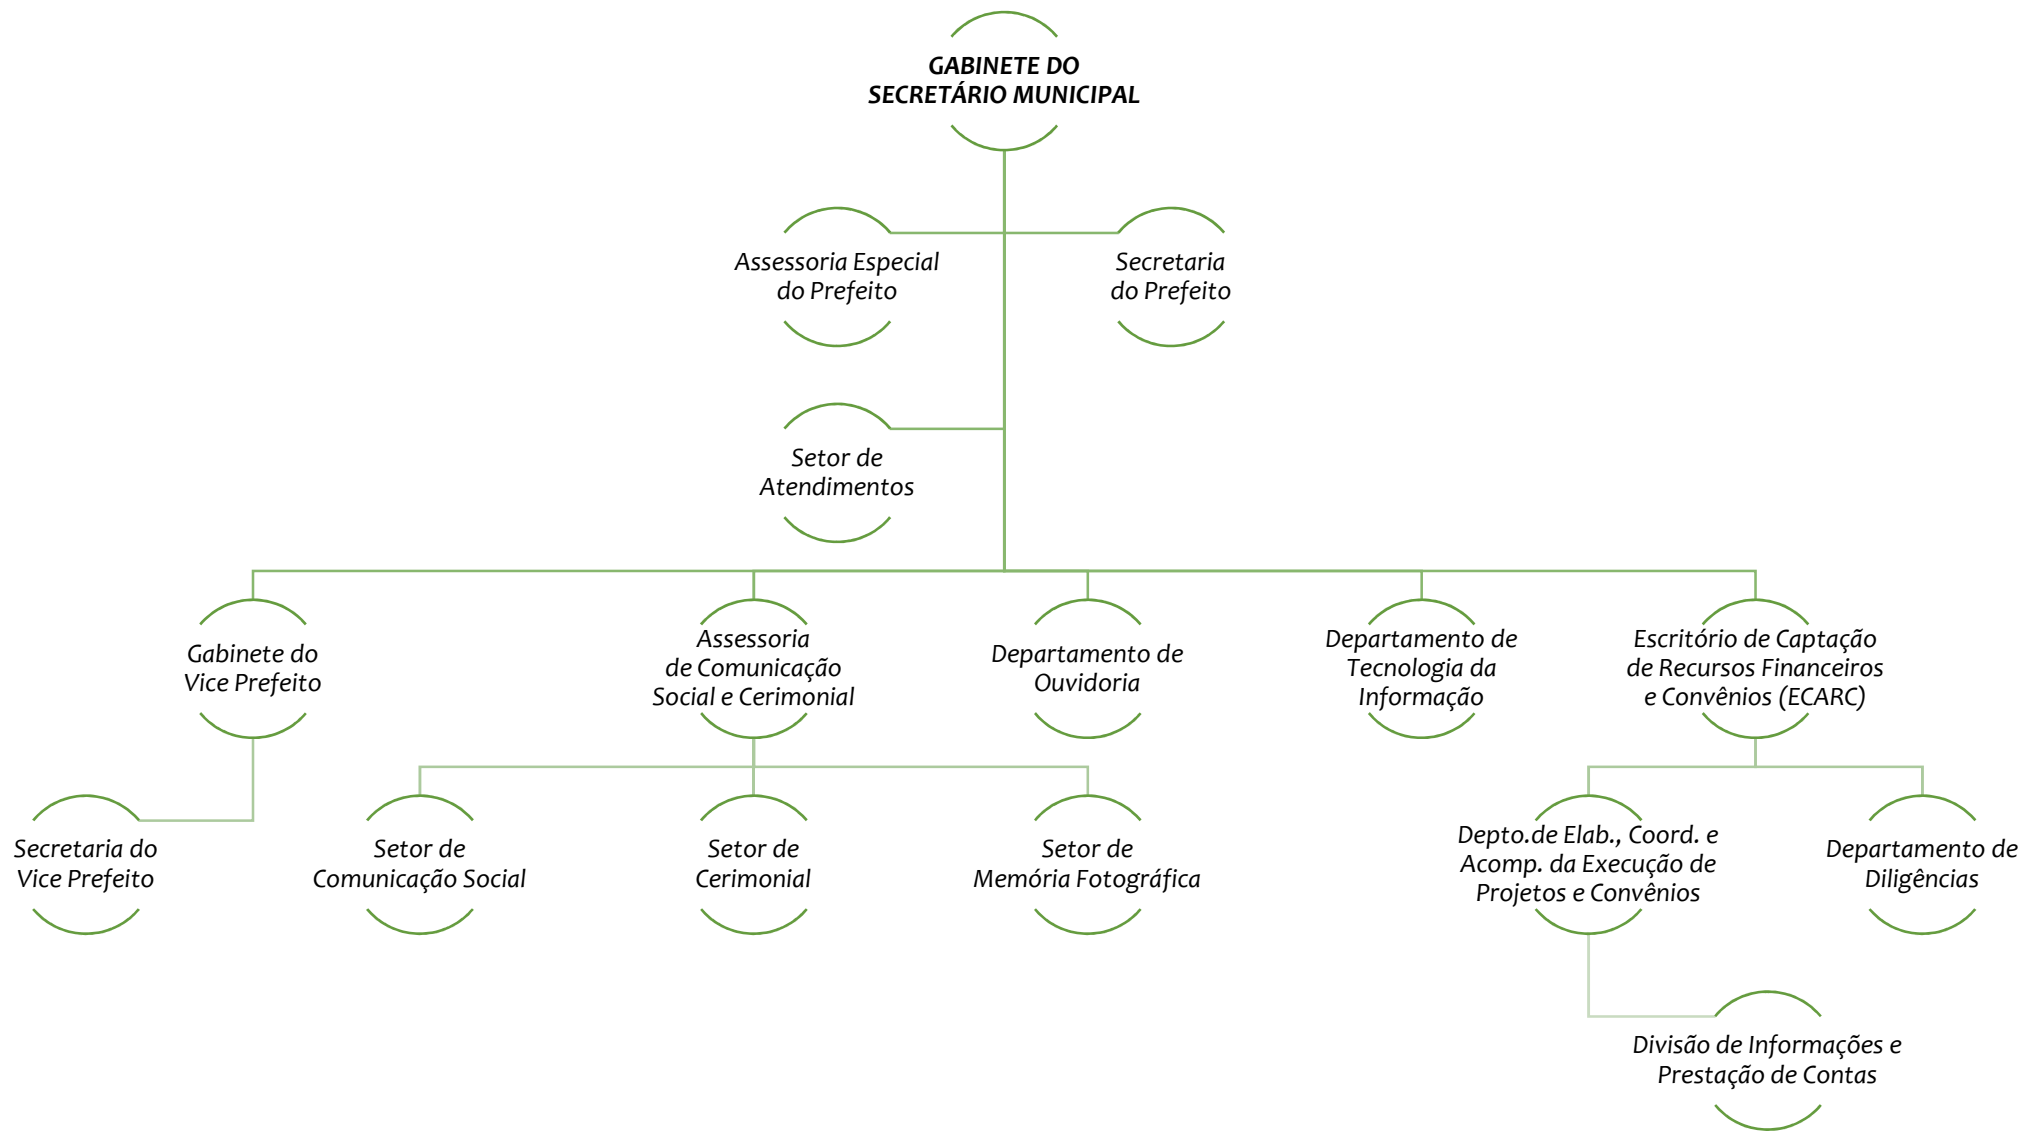 GABINETE DO
SECRETÁRIO MUNICIPAL
Assessoria Especial
do Prefeito
Secretaria
do Prefeito
Setor de
Atendimentos
Gabinete do
Vice Prefeito
Assessoria
de Comunicação
Social e Cerimonial
Departamento de
Ouvidoria
Departamento de
Tecnologia da
Informação
Escritório de Captação
de Recursos Financeiros
e Convênios (ECARC)
Secretaria do
Vice Prefeito
Setor de
Comunicação Social
Setor de
Cerimonial
Setor de
Memória Fotográfica
Depto.de Elab., Coord. e
Acomp. da Execução de
Projetos e Convênios
Departamento de
Diligências
Divisão de Informações e
Prestação de Contas